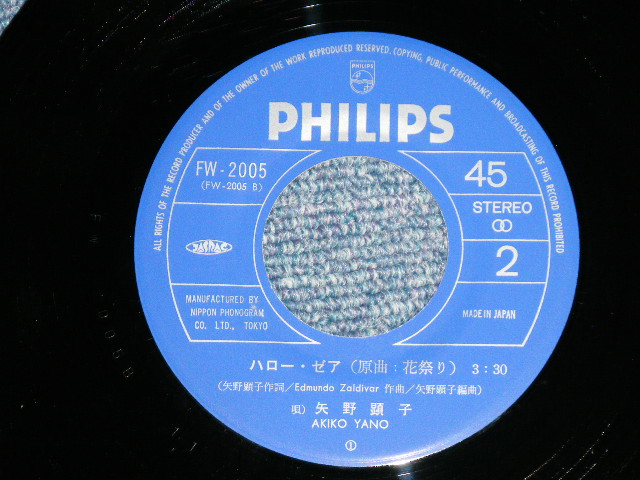 ALL RIGHTS OF THE RECORD PRODUCER AND OF THE OWNER OF THE WORK REPRODUCED RESERVED. COPYING, PUBLIC PERFORMANCE AND BROADCASTING OF THIS RECORD PROHIBITED
PHILIPS
PHILIPS
FW-2005
(FW-2005 B)
45
STEREO
JASRAC
2
MANUFACTURED BY
NIPPON PHONOGRAM
CO. LTD., TOKYO
MADE IN JAPAN
ハロー・ゼア(原曲:花祭り) 3:30
(矢野顕子作詞/Edmundo Zaldivar 作曲/矢野顕子編曲)
唄) 矢野顕子
AKIKO YANO
①